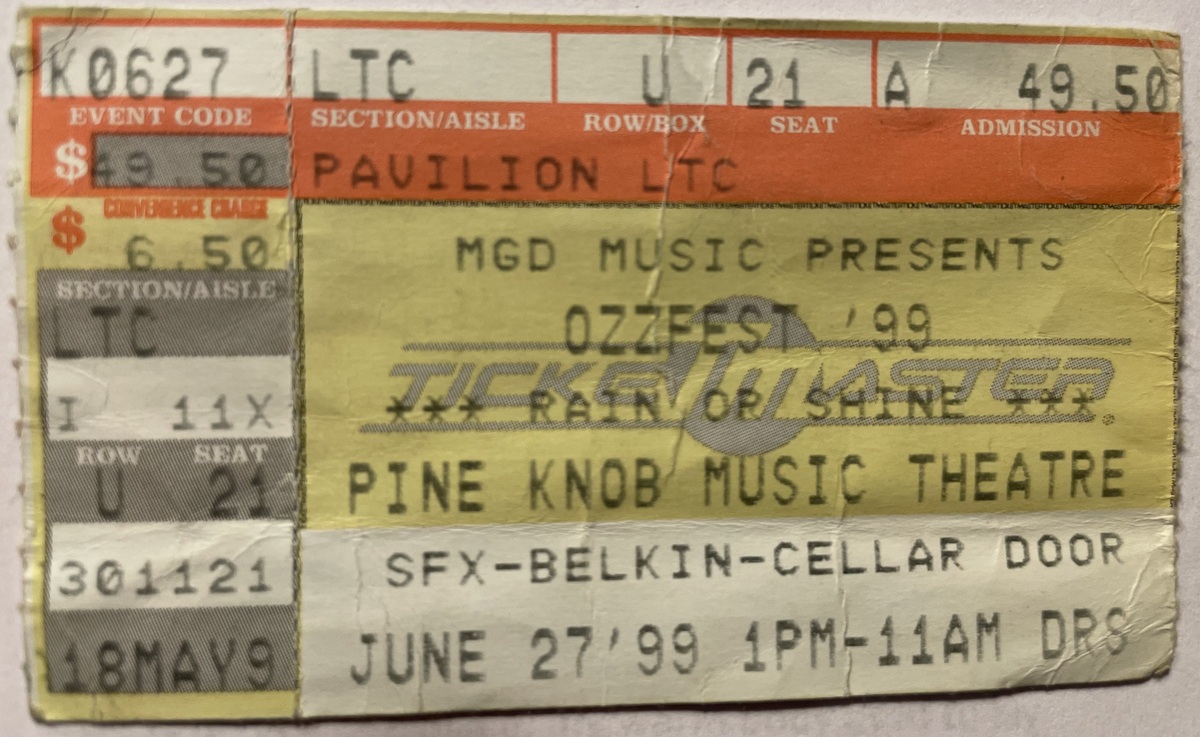 K0627
EVENT CODE
$49.50
CONVENIENCE CHARGE
$ 6.50
SECTION/AISLE
LTC
I 11X
ROW SEAT
U 21
301121
18MAY9
LTC U 21 A 49.50
SECTION/AISLE ROW/BOX SEAT ADMISSION
PAVILION LTC
MGD MUSIC PRESENTS
OZZFEST '99
TICKETMASTER®
*** RAIN OR SHINE ***
PINE KNOB MUSIC THEATRE
SFX-BELKIN-CELLAR DOOR
JUNE 27'99 1PM-11AM DRS